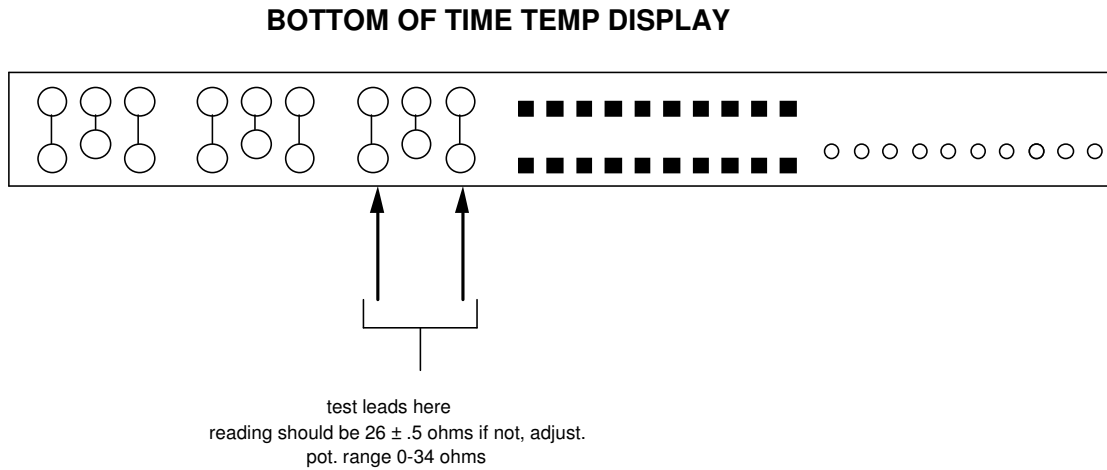 BOTTOM OF TIME TEMP DISPLAY
test leads here
reading should be 26 ± .5 ohms if not, adjust.
pot. range 0-34 ohms